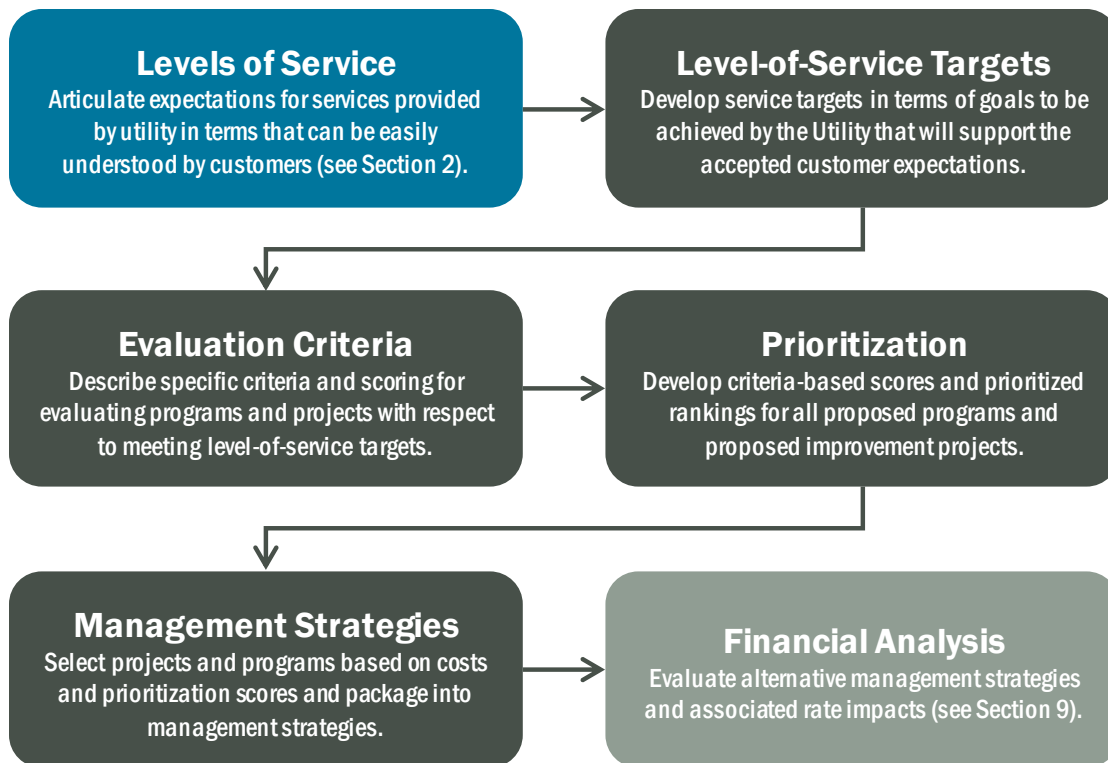 Levels of Service
Articulate expectations for services provided
by utility in terms that can be easily
understood by customers (see Section 2).
Level-of-Service Targets
Develop service targets in terms of goals to be
achieved by the Utility that will support the
accepted customer expectations.
Evaluation Criteria
Describe specific criteria and scoring for
evaluating programs and projects with respect
to meeting level-of-service targets.
Prioritization
Develop criteria-based scores and prioritized
rankings for all proposed programs and
proposed improvement projects.
Management Strategies
Select projects and programs based on costs
and prioritization scores and package into
management strategies.
Financial Analysis
Evaluate alternative management strategies
and associated rate impacts (see Section 9).